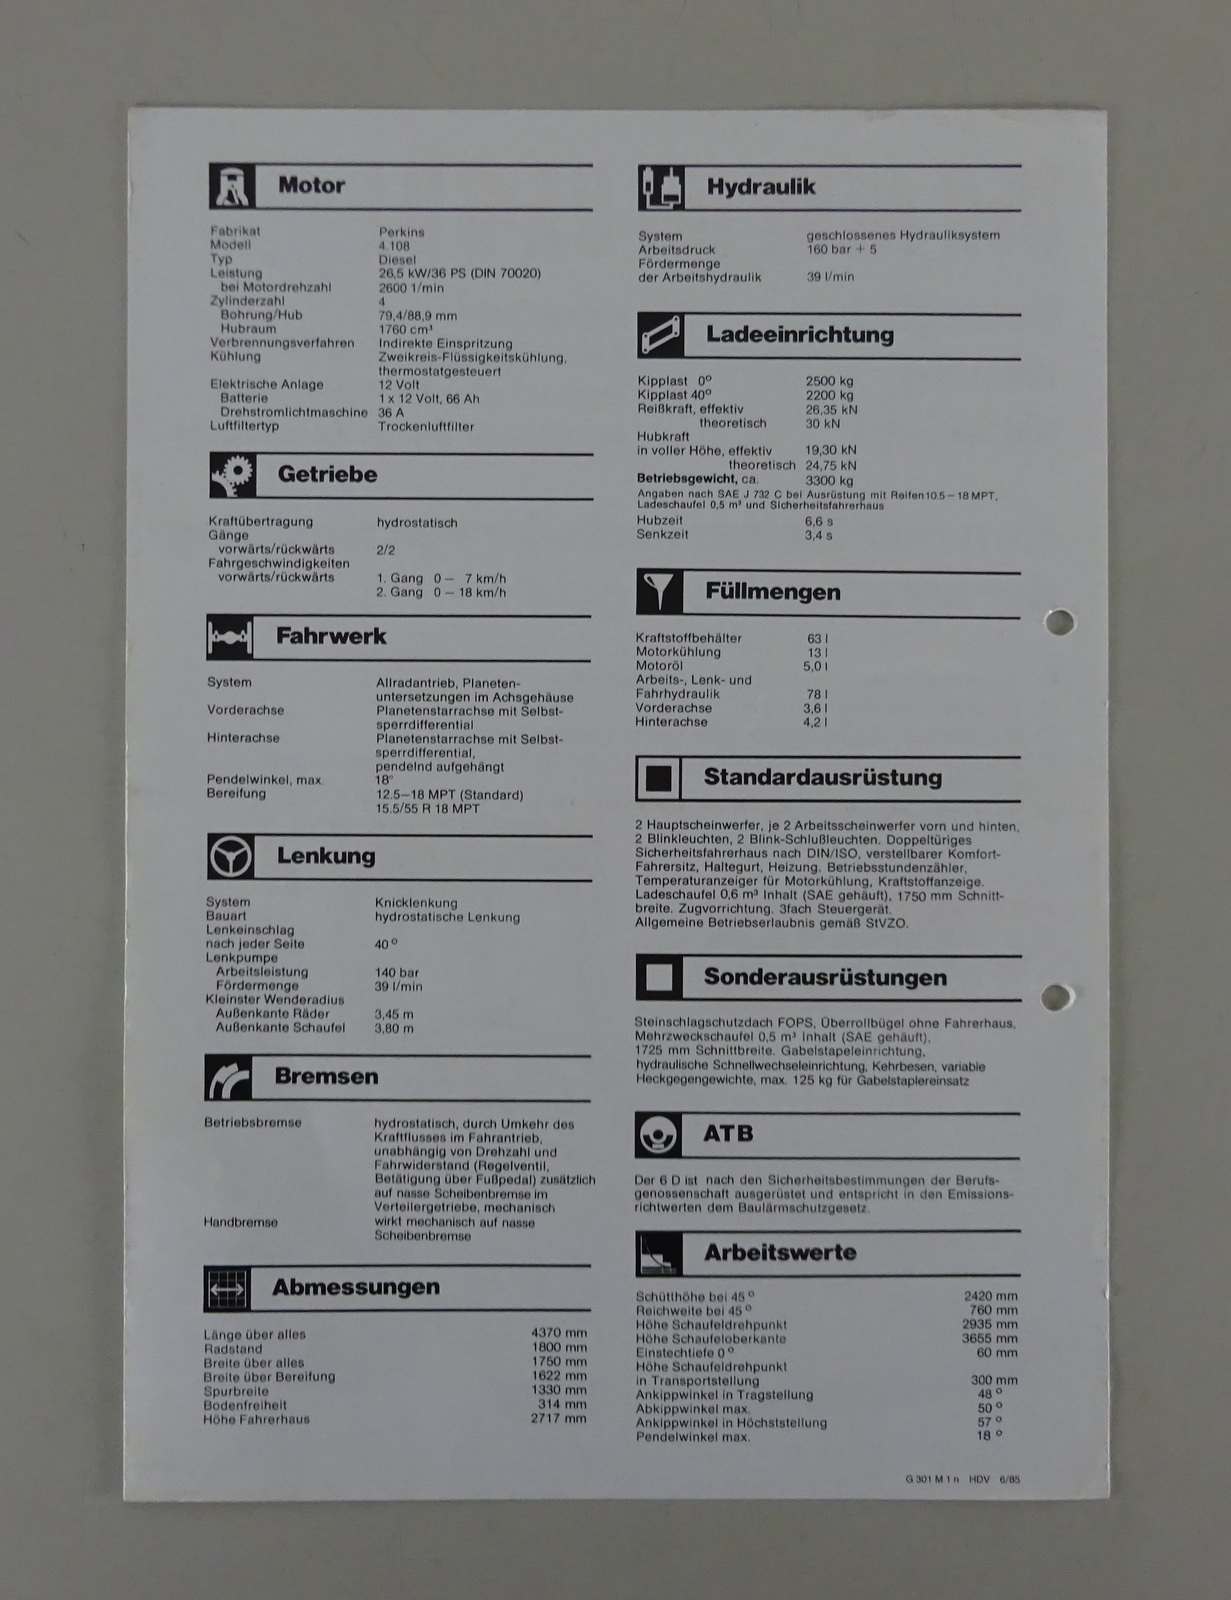 Motor
Fabrikat Perkins
Modell 4.108
Typ Diesel
Leistung 26,5 kW/36 PS (DIN 70020)
bei Motordrehzahl 2600 1/min
Zylinderzahl 4
Bohrung/Hub 79,4/88,9 mm
Hubraum 1760 cm³
Verbrennungsverfahren Indirekte Einspritzung
Kühlung Zweikreis-Flüssigkeitskühlung,
thermostatgesteuert
Elektrische Anlage 12 Volt
Batterie 1 x 12 Volt, 66 Ah
Drehstromlichtmaschine 36 A
Luftfiltertyp Trockenluftfilter
Getriebe
Kraftübertragung hydrostatisch
Gänge
vorwärts/rückwärts 2/2
Fahrgeschwindigkeiten
vorwärts/rückwärts 1. Gang 0 – 7 km/h
2. Gang 0 – 18 km/h
Fahrwerk
System Allradantrieb, Planeten-
untersetzungen im Achsgehäuse
Vorderachse Planetenstarrachse mit Selbst-
sperrdifferential
Hinterachse Planetenstarrachse mit Selbst-
sperrdifferential,
pendelnd aufgehängt
Pendelwinkel, max. 18°
Bereifung 12.5–18 MPT (Standard)
15.5/55 R 18 MPT
Lenkung
System Knicklenkung
Bauart hydrostatische Lenkung
Lenkeinschlag
nach jeder Seite 40°
Lenkpumpe
Arbeitsleistung 140 bar
Fördermenge 39 l/min
Kleinster Wenderadius
Außenkante Räder 3,45 m
Außenkante Schaufel 3,80 m
Bremsen
Betriebsbremse hydrostatisch, durch Umkehr des
Kraftflusses im Fahrantrieb,
unabhängig von Drehzahl und
Fahrwiderstand (Regelventil,
Betätigung über Fußpedal) zusätzlich
auf nasse Scheibenbremse im
Verteilergetriebe, mechanisch
Handbremse wirkt mechanisch auf nasse
Scheibenbremse
Abmessungen
Länge über alles 4370 mm
Radstand 1800 mm
Breite über alles 1750 mm
Breite über Bereifung 1622 mm
Spurbreite 1330 mm
Bodenfreiheit 314 mm
Höhe Fahrerhaus 2717 mm
Hydraulik
System geschlossenes Hydrauliksystem
Arbeitsdruck 160 bar + 5
Fördermenge
der Arbeitshydraulik 39 l/min
Ladeeinrichtung
Kipplast 0° 2500 kg
Kipplast 40° 2200 kg
Reißkraft, effektiv 26,35 kN
theoretisch 30 kN
Hubkraft
in voller Höhe, effektiv 19,30 kN
theoretisch 24,75 kN
Betriebsgewicht, ca. 3300 kg
Angaben nach SAE J 732 C bei Ausrüstung mit Reifen 10.5–18 MPT,
Ladeschaufel 0,5 m³ und Sicherheitsfahrerhaus
Hubzeit 6,6 s
Senkzeit 3,4 s
Füllmengen
Kraftstoffbehälter 63 l
Motorkühlung 13 l
Motoröl 5,0 l
Arbeits-, Lenk- und
Fahrhydraulik 78 l
Vorderachse 3,6 l
Hinterachse 4,2 l
Standardausrüstung
2 Hauptscheinwerfer, je 2 Arbeitsscheinwerfer vorn und hinten,
2 Blinkleuchten, 2 Blink-Schlußleuchten. Doppeltüriges
Sicherheitsfahrerhaus nach DIN/ISO, verstellbarer Komfort-
Fahrersitz, Haltegurt, Heizung. Betriebsstundenzähler,
Temperaturanzeiger für Motorkühlung, Kraftstoffanzeige.
Ladeschaufel 0,6 m³ Inhalt (SAE gehäuft), 1750 mm Schnitt-
breite. Zugvorrichtung. 3fach Steuergerät.
Allgemeine Betriebserlaubnis gemäß StVZO.
Sonderausrüstungen
Steinschlagschutzdach FOPS, Überrollbügel ohne Fahrerhaus,
Mehrzweckschaufel 0,5 m³ Inhalt (SAE gehäuft),
1725 mm Schnittbreite. Gabelstapeleinrichtung,
hydraulische Schnellwechseleinrichtung, Kehrbesen, variable
Heckgegengewichte, max. 125 kg für Gabelstaplereinsatz
ATB
Der 6 D ist nach den Sicherheitsbestimmungen der Berufs-
genossenschaft ausgerüstet und entspricht in den Emissions-
richtwerten dem Baulärmschutzgesetz.
Arbeitswerte
Schütthöhe bei 45° 2420 mm
Reichweite bei 45° 760 mm
Höhe Schaufeldrehpunkt 2935 mm
Höhe Schaufeloberkante 3655 mm
Einstechtiefe 0° 60 mm
Höhe Schaufeldrehpunkt
in Transportstellung 300 mm
Ankippwinkel in Tragstellung 48°
Abkippwinkel max. 50°
Ankippwinkel in Höchststellung 57°
Pendelwinkel max. 18°
G 301 M 1 n HDV 6/85